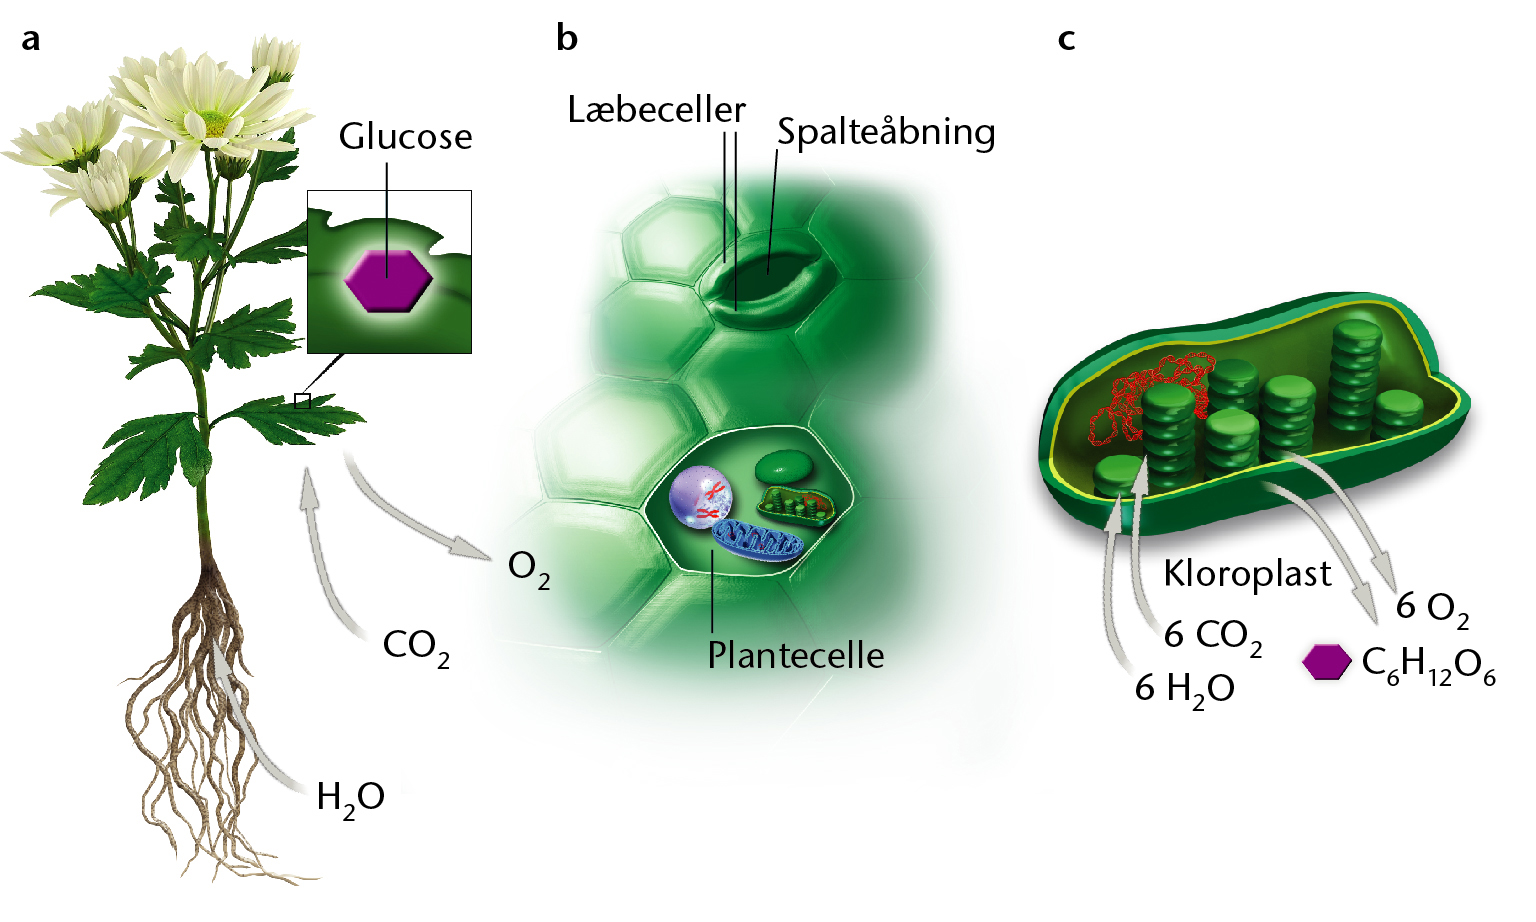 a
Glucose
O₂
CO₂
H₂O
b
Læbeceller
Spalteåbning
Plantecelle
c
Kloroplast
6 O₂
6 CO₂
C₆H₁₂O₆
6 H₂O